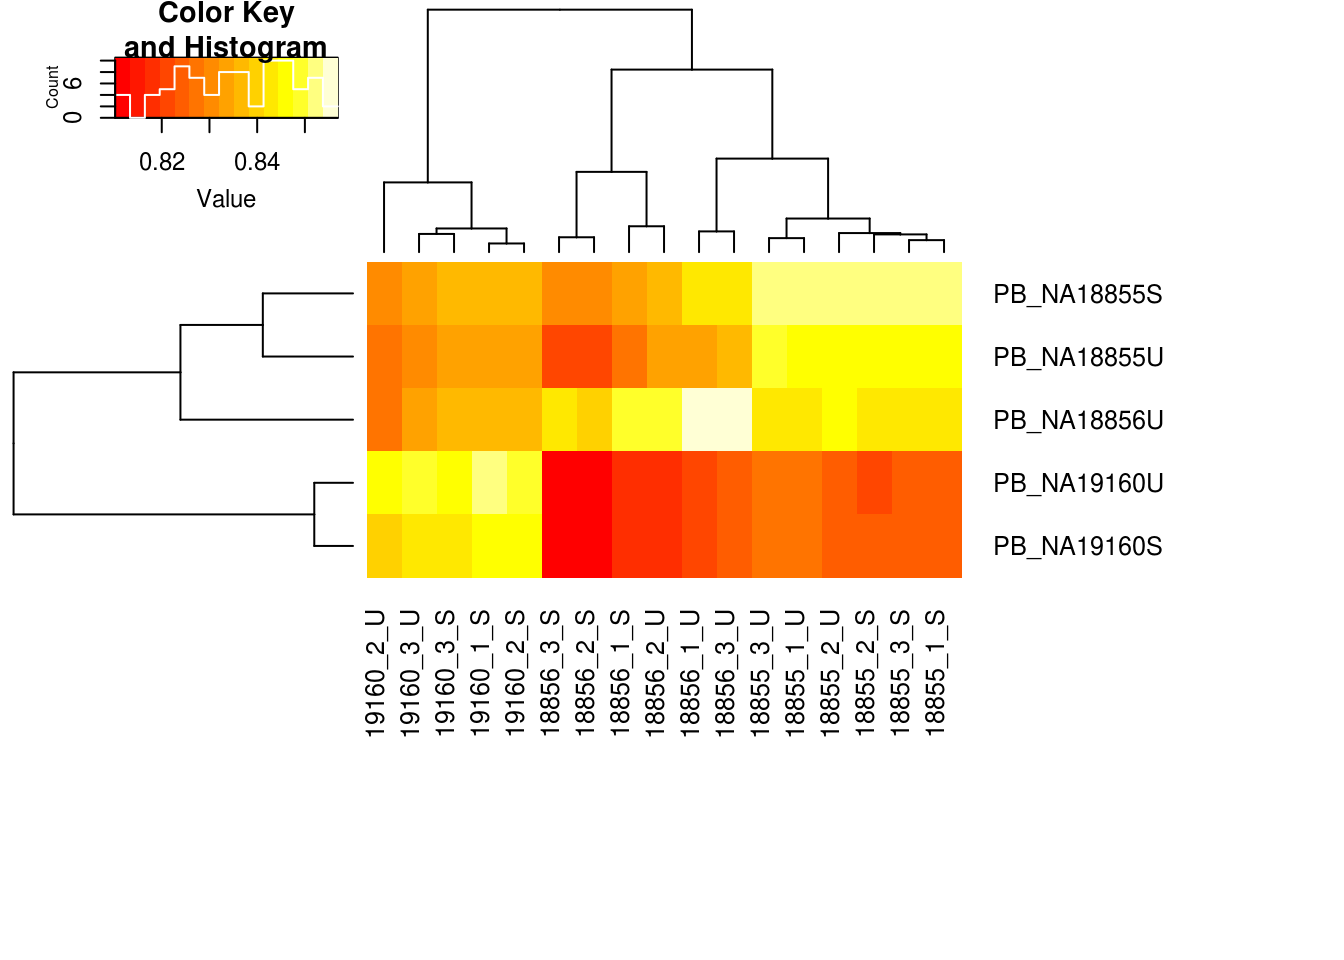 Color Key
and Histogram
Count
0 6
0.82 0.84
Value
PB_NA18855S
PB_NA18855U
PB_NA18856U
PB_NA19160U
PB_NA19160S
19160_2_U
19160_3_U
19160_3_S
19160_1_S
19160_2_S
18856_3_S
18856_2_S
18856_1_S
18856_2_U
18856_1_U
18856_3_U
18855_3_U
18855_1_U
18855_2_U
18855_2_S
18855_3_S
18855_1_S